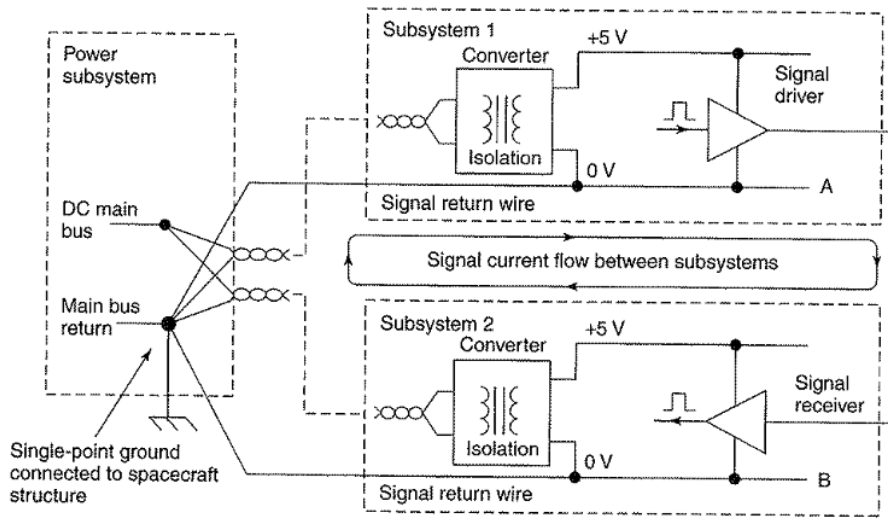 Power
subsystem
DC main
bus
Main bus
return
Single-point ground
connected to spacecraft
structure
Subsystem 1
Converter
+5 V
Signal
driver
Isolation
0 V
A
Signal return wire
Signal current flow between subsystems
Subsystem 2
Converter
+5 V
Signal
receiver
Isolation
0 V
B
Signal return wire